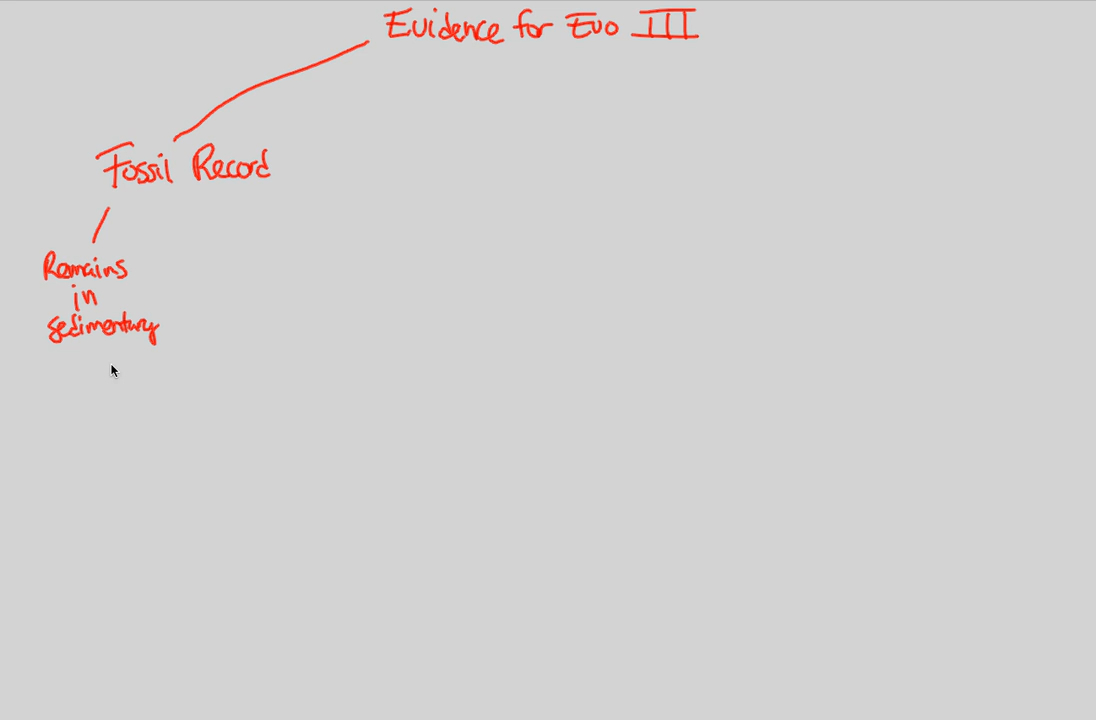 Evidence for Evo III
Fossil Record
Remains
in
sedimentary